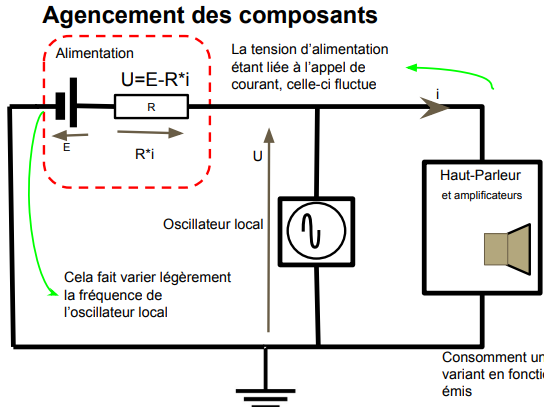 Agencement des composants
Alimentation
U=E-R*i
R
E
R*i
La tension d'alimentation
étant liée à l'appel de
courant, celle-ci fluctue
i
U
Haut-Parleur
et amplificateurs
Oscillateur local
Cela fait varier légèrement
la fréquence de
l'oscillateur local
Consomment un
variant en foncti
émis